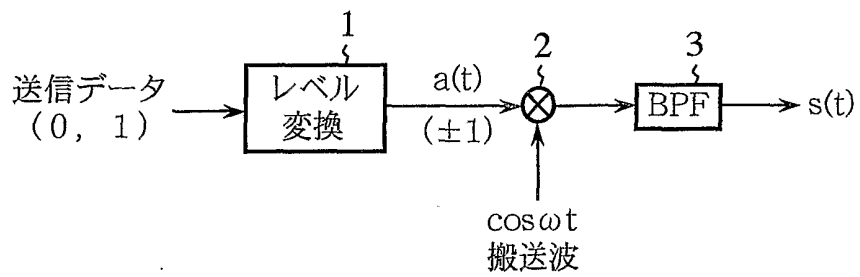 1
2
3
送信データ
(0, 1)
レベル
変換
a(t)
(±1)
BPF
s(t)
cosωt
搬送波